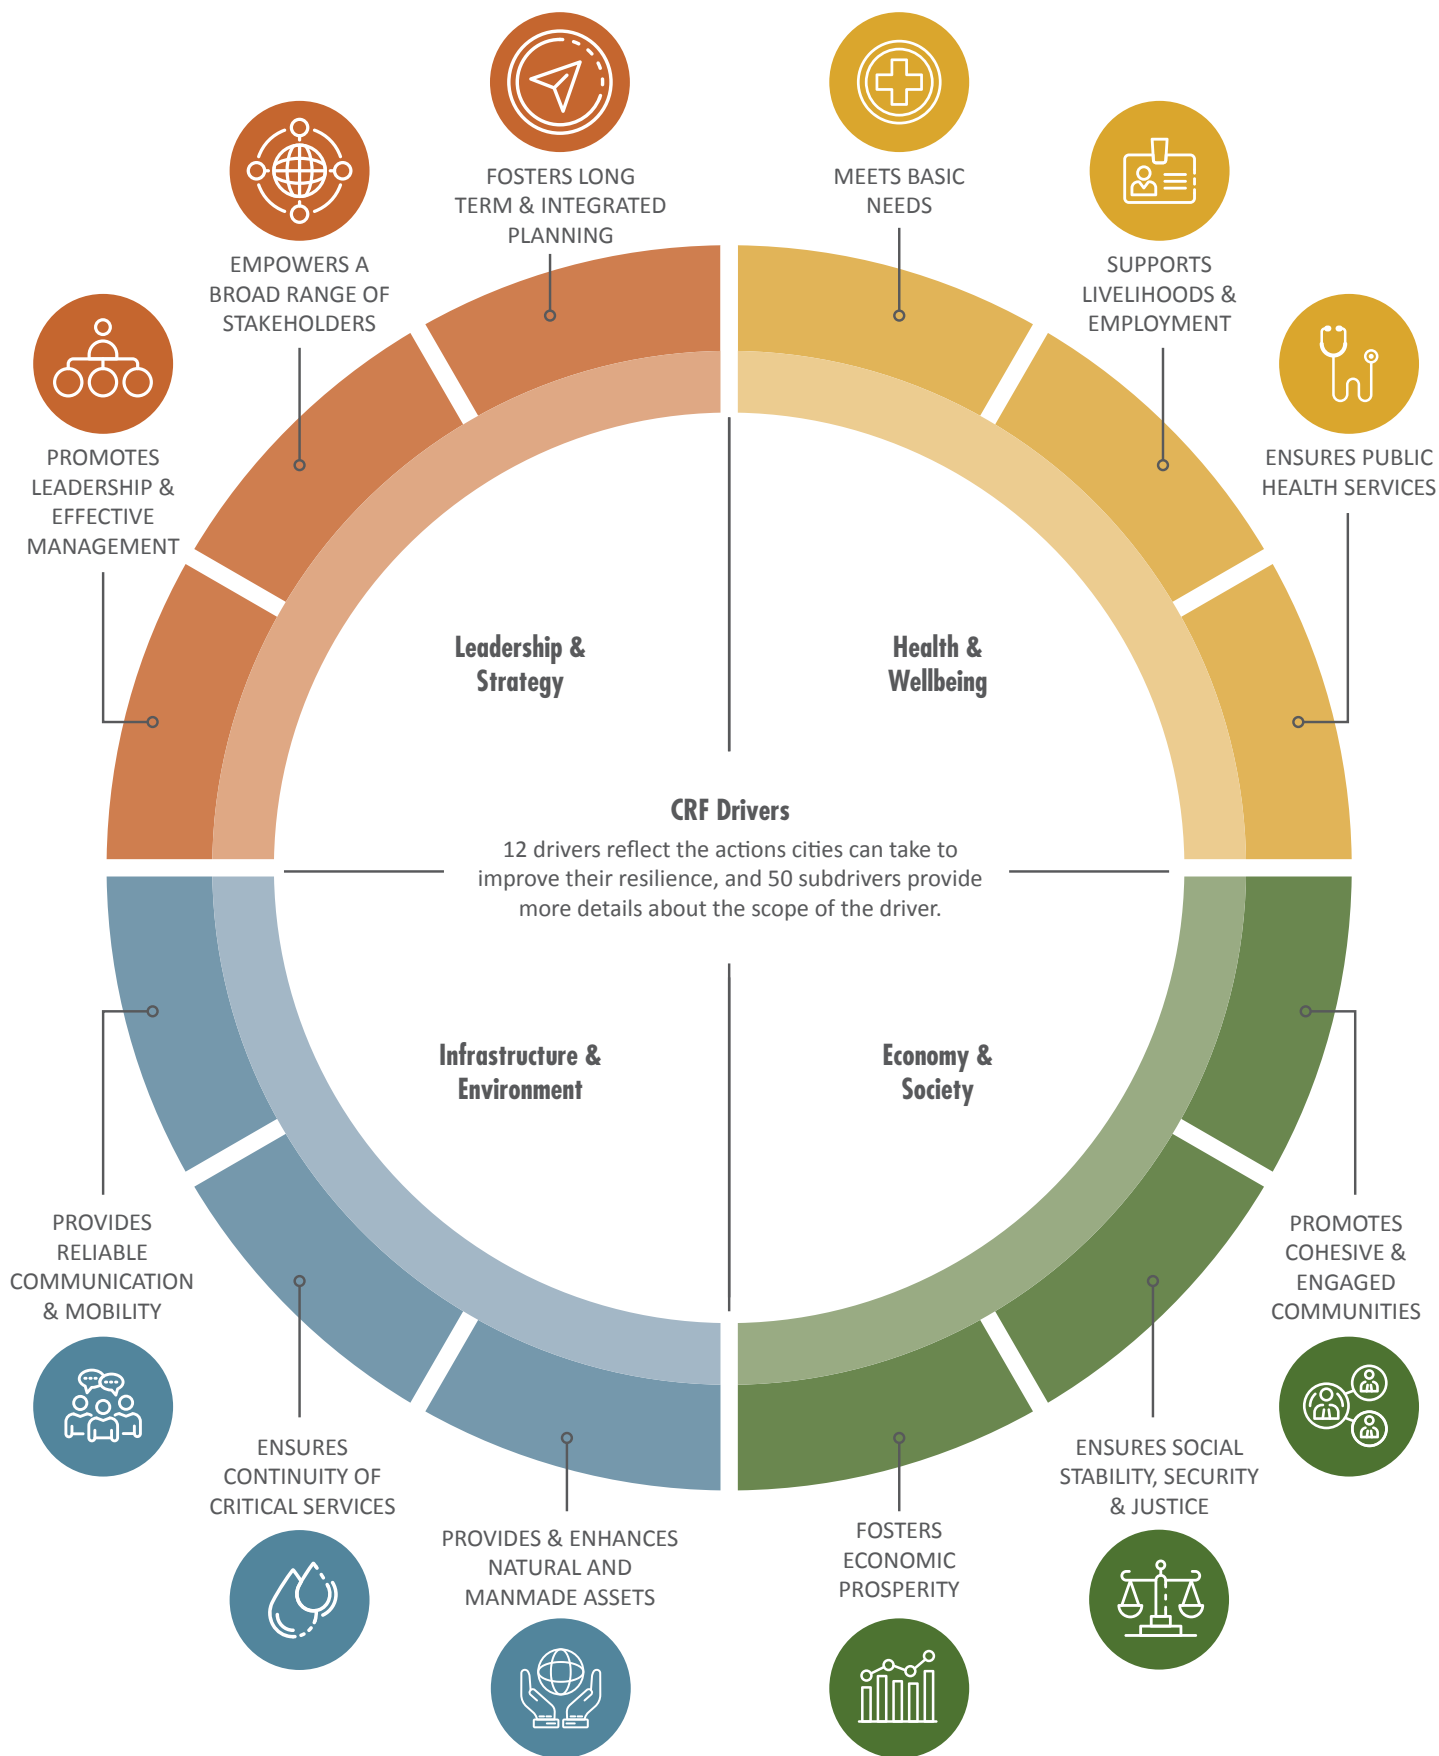 FOSTERS LONG
TERM & INTEGRATED
PLANNING
MEETS BASIC
NEEDS
EMPOWERS A
BROAD RANGE OF
STAKEHOLDERS
SUPPORTS
LIVELIHOODS &
EMPLOYMENT
PROMOTES
LEADERSHIP &
EFFECTIVE
MANAGEMENT
ENSURES PUBLIC
HEALTH SERVICES
Leadership &
Strategy
Health &
Wellbeing
CRF Drivers
12 drivers reflect the actions cities can take to
improve their resilience, and 50 subdrivers provide
more details about the scope of the driver.
Infrastructure &
Environment
Economy &
Society
PROVIDES
RELIABLE
COMMUNICATION
& MOBILITY
PROMOTES
COHESIVE &
ENGAGED
COMMUNITIES
ENSURES
CONTINUITY OF
CRITICAL SERVICES
ENSURES SOCIAL
STABILITY, SECURITY
& JUSTICE
PROVIDES & ENHANCES
NATURAL AND
MANMADE ASSETS
FOSTERS
ECONOMIC
PROSPERITY